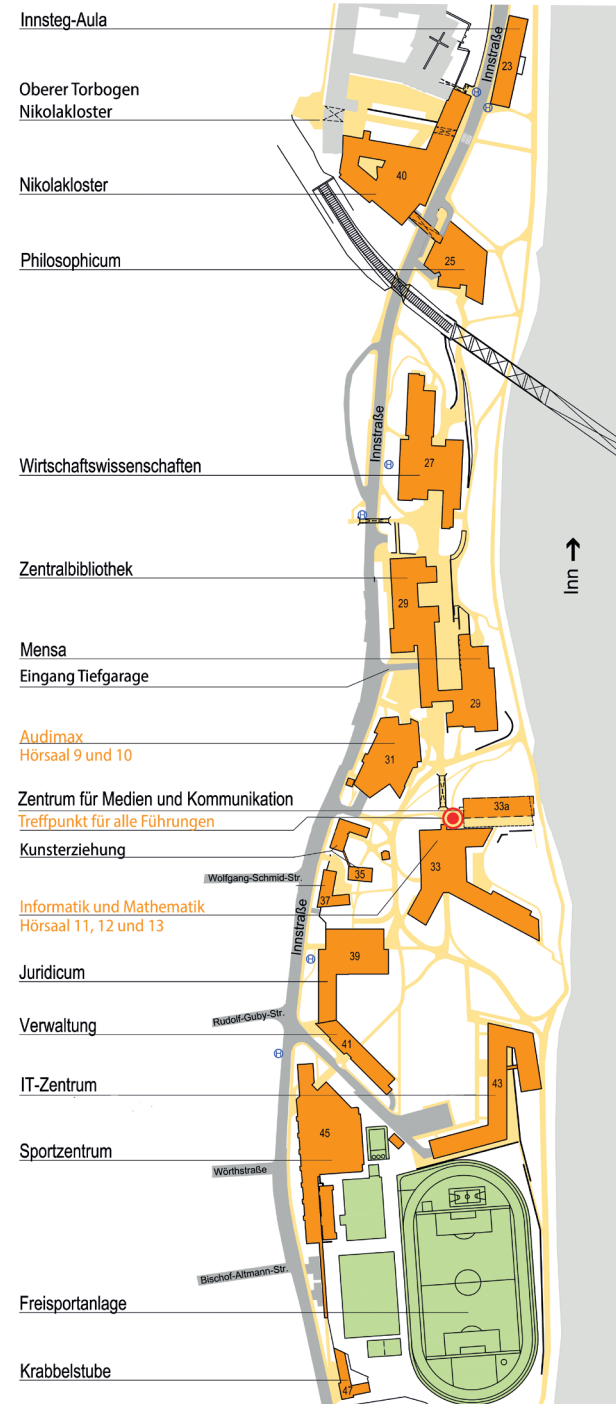 Innsteg-Aula
Innstraße
23
H
H
Oberer Torbogen
Nikolakloster
Nikolakloster
40
Philosophicum
25
Innstraße
Wirtschaftswissenschaften
27
H
H
Inn
Zentralbibliothek
29
Mensa
Eingang Tiefgarage
29
Audimax
Hörsaal 9 und 10
31
Zentrum für Medien und Kommunikation
33a
Treffpunkt für alle Führungen
Kunsterziehung
35
33
Wolfgang-Schmid-Str.
37
Informatik und Mathematik
Hörsaal 11, 12 und 13
Innstraße
39
H
Juridicum
Rudolf-Guby-Str.
Verwaltung
41
H
IT-Zentrum
43
45
Sportzentrum
Wörthstraße
Bischof-Altmann-Str.
Freisportanlage
Krabbelstube
47